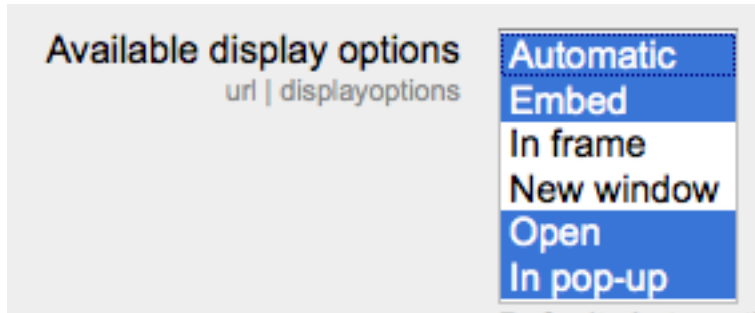 Available display options
url | displayoptions
Automatic
Embed
In frame
New window
Open
In pop-up